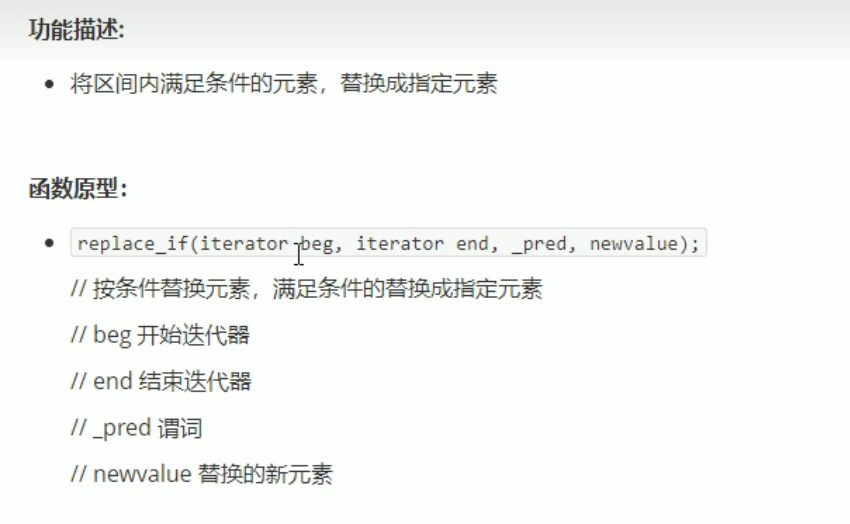 功能描述:
将区间内满足条件的元素，替换成指定元素
函数原型：
replace_if(iterator beg, iterator end, _pred, newvalue);
// 按条件替换元素，满足条件的替换成指定元素
// beg 开始迭代器
// end 结束迭代器
// _pred 谓词
// newvalue 替换的新元素